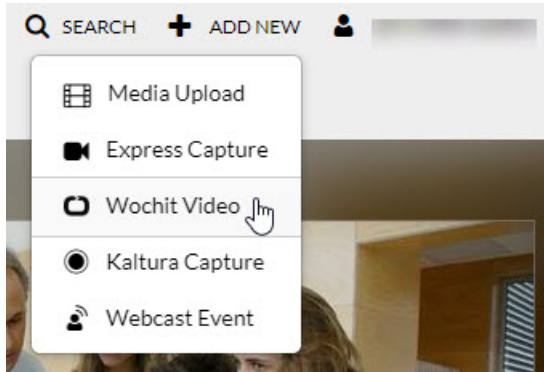 SEARCH ADD NEW
Media Upload
Express Capture
Wochit Video
Kaltura Capture
Webcast Event